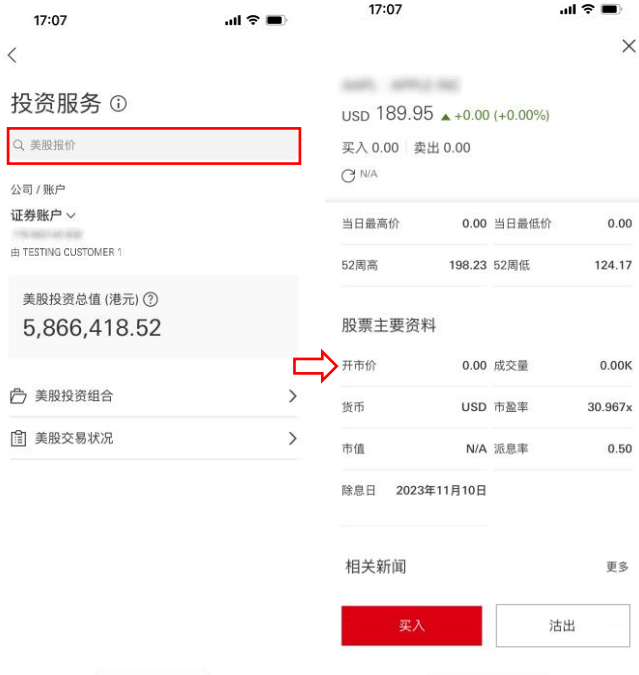 17:07
投资服务
美股报价
公司 / 账户
证券账户
由 TESTING CUSTOMER 1
美股投资总值 (港元)
5,866,418.52
美股投资组合
美股交易状况
17:07
USD 189.95 ▲ +0.00 (+0.00%)
买入 0.00 | 卖出 0.00
N/A
当日最高价 0.00 当日最低价 0.00
52周高 198.23 52周低 124.17
股票主要资料
开市价 0.00 成交量 0.00K
货币 USD 市盈率 30.967x
市值 N/A 派息率 0.50
除息日 2023年11月10日
相关新闻 更多
买入 沽出